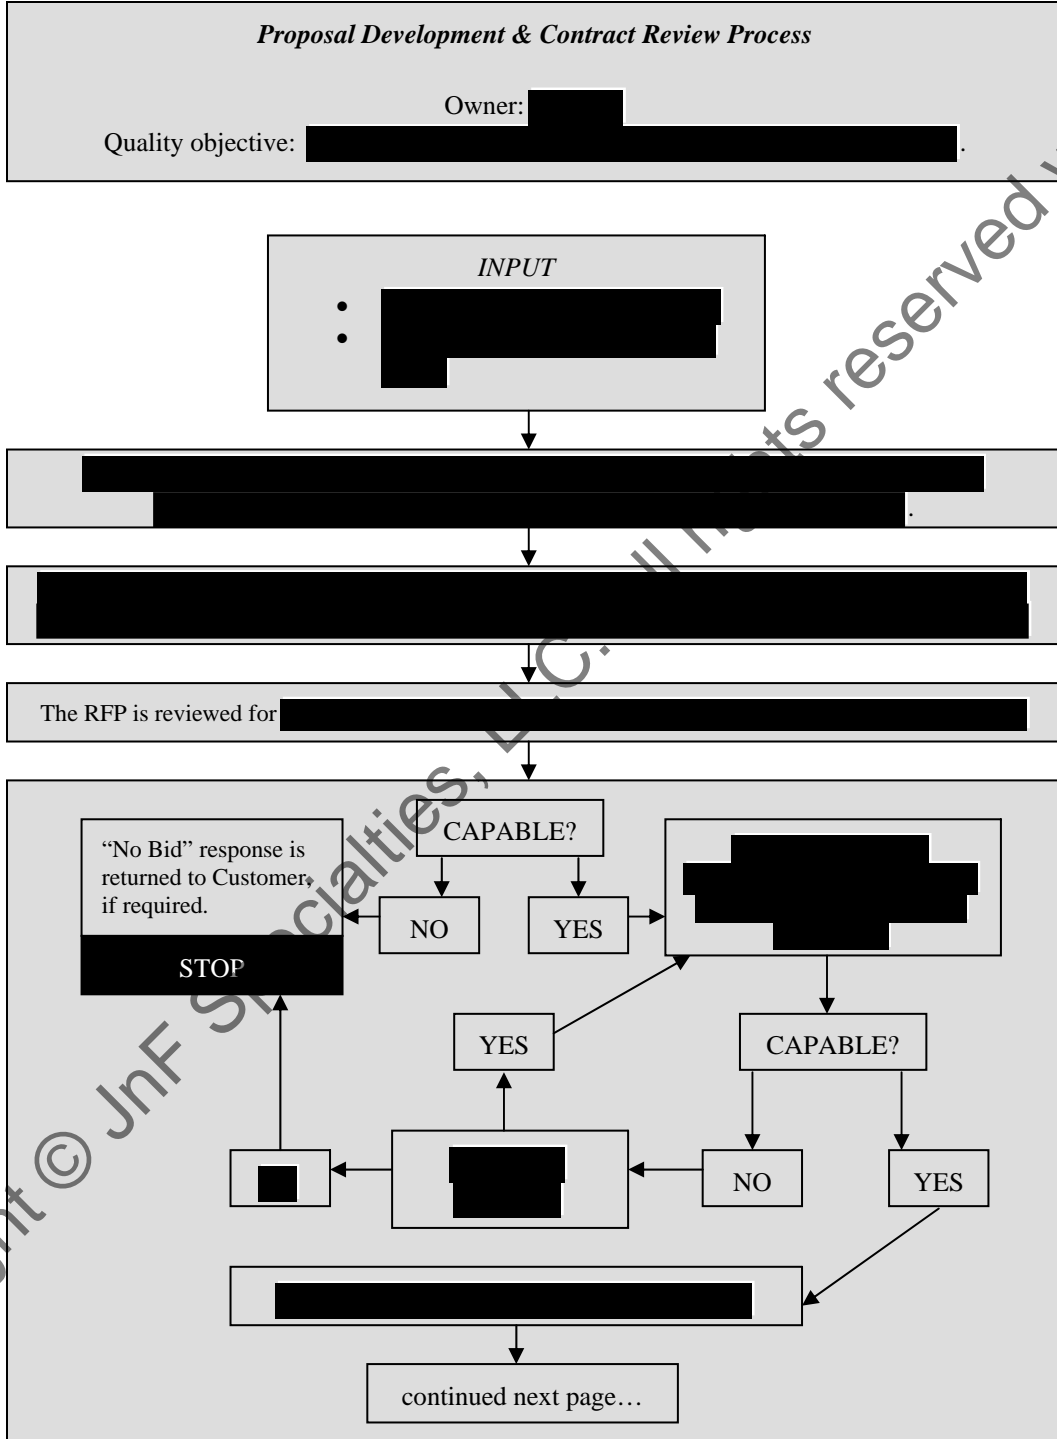 Proposal Development & Contract Review Process
Owner:
Quality objective: .
INPUT
.
The RFP is reviewed for
CAPABLE?
“No Bid” response is
returned to Customer,
if required.
NO
YES
STOP
YES
CAPABLE?
NO
YES
continued next page…
© JnF Specialties, LLC. All rights reserved